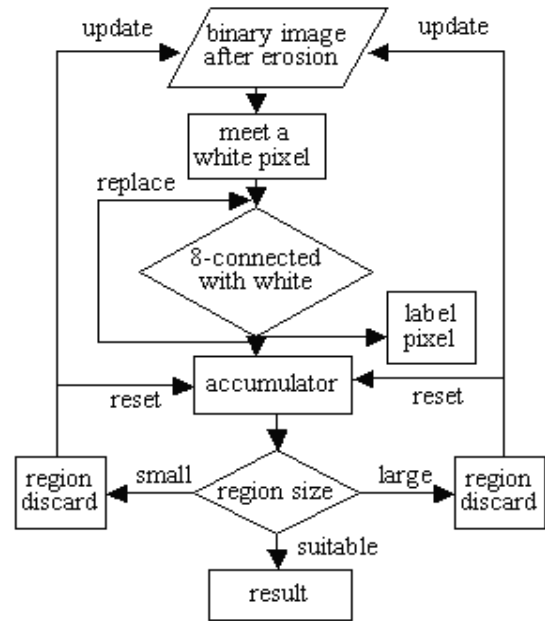 update
binary image
after erosion
update
meet a
white pixel
replace
8-connected
with white
label
pixel
accumulator
reset
reset
region
discard
small
region size
large
region
discard
suitable
result